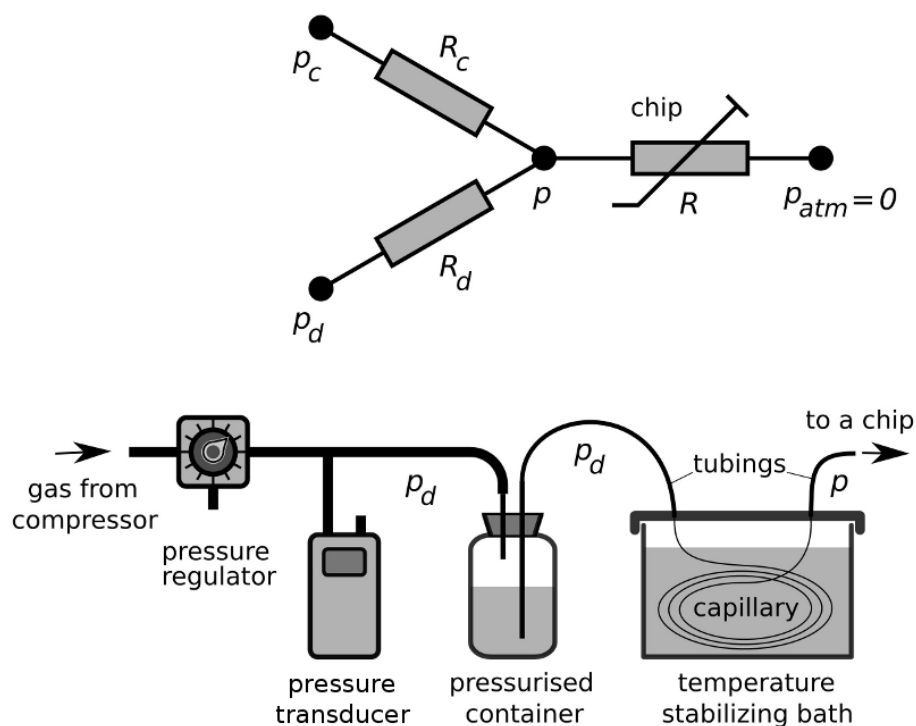 p_c
R_c
chip
p
R
p_atm = 0
R_d
p_d
to a chip
p_d
tubings
p
gas from
compressor
pressure
regulator
capillary
pressure
transducer
pressurised
container
temperature
stabilizing bath